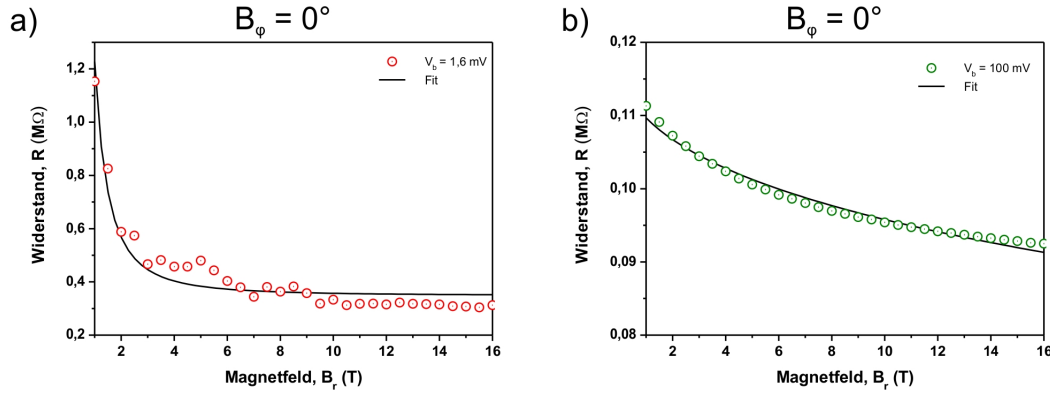 a)
B_φ = 0°
1,2
1,0
0,8
0,6
0,4
0,2
2 4 6 8 10 12 14 16
Widerstand, R (MΩ)
Magnetfeld, B_r (T)
V_b = 1,6 mV
Fit
b)
B_φ = 0°
0,12
0,11
0,10
0,09
0,08
2 4 6 8 10 12 14 16
Widerstand, R (MΩ)
Magnetfeld, B_r (T)
V_b = 100 mV
Fit